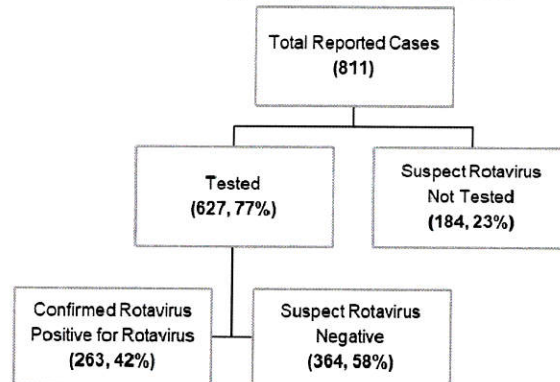 Total Reported Cases
(811)
Tested
(627, 77%)
Suspect Rotavirus
Not Tested
(184, 23%)
Confirmed Rotavirus
Positive for Rotavirus
(263, 42%)
Suspect Rotavirus
Negative
(364, 58%)